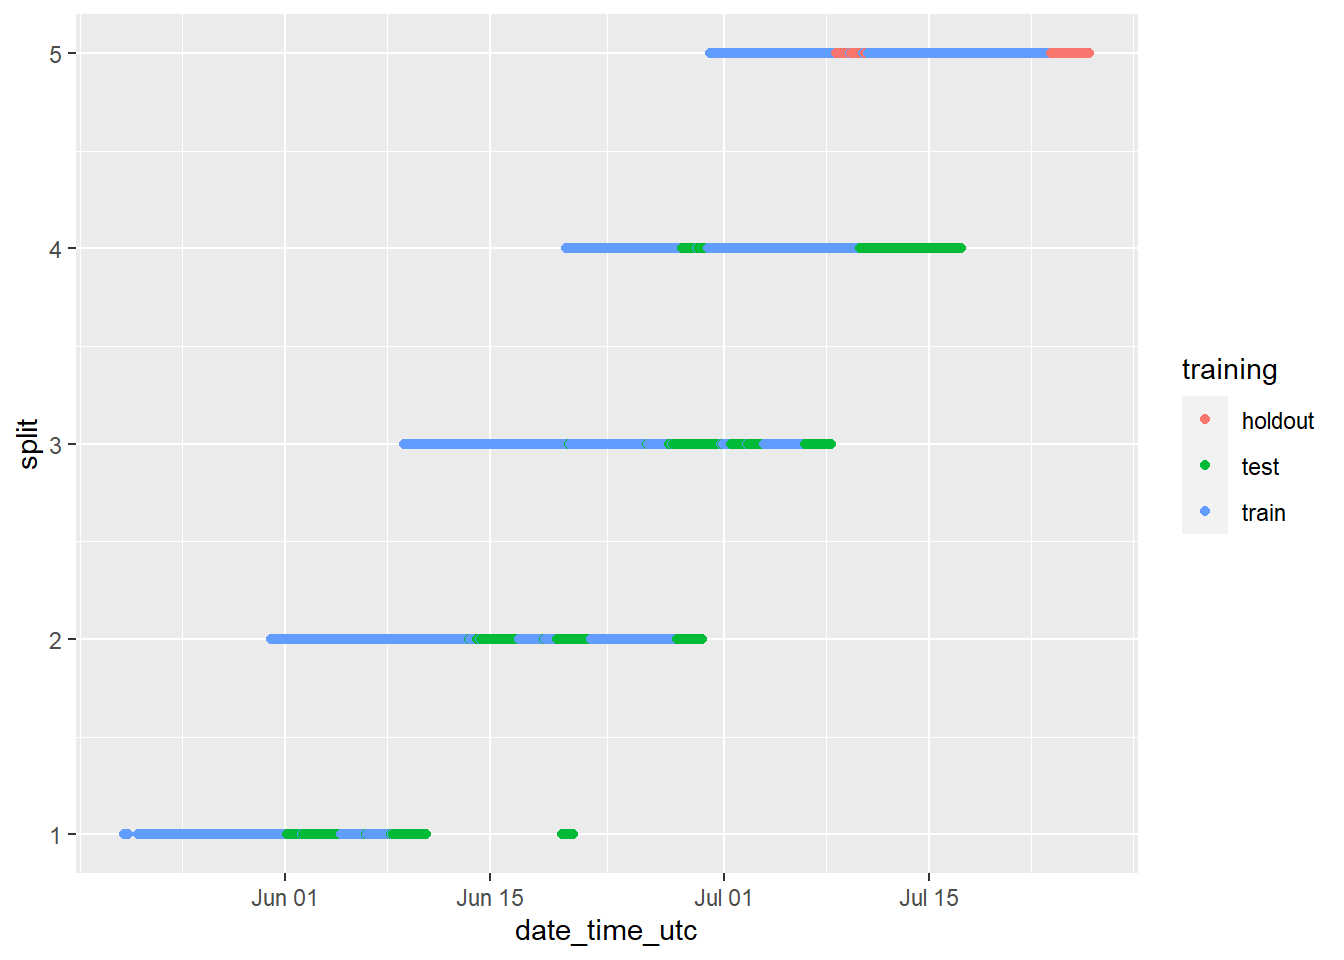 5
4
3
2
1
split
Jun 01
Jun 15
Jul 01
Jul 15
date_time_utc
training
holdout
test
train